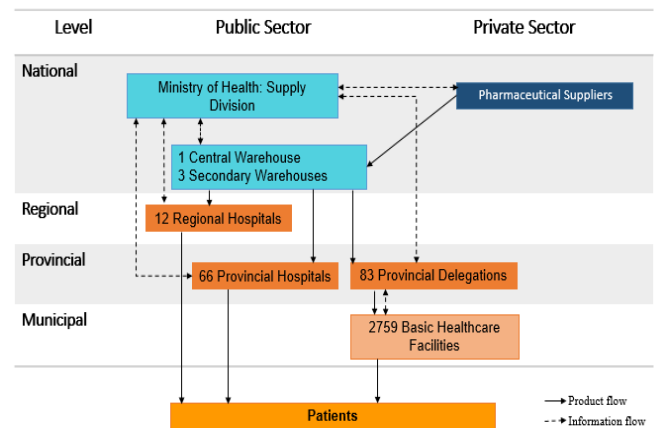 Level Public Sector Private Sector
National
Ministry of Health: Supply
Division
Pharmaceutical Suppliers
1 Central Warehouse
3 Secondary Warehouses
Regional
12 Regional Hospitals
Provincial
66 Provincial Hospitals
83 Provincial Delegations
Municipal
2759 Basic Healthcare
Facilities
Patients
Product flow
Information flow